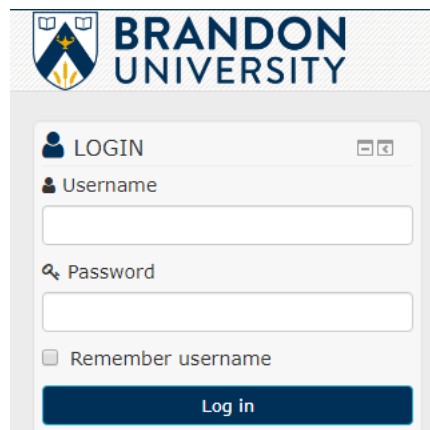 BRANDON
UNIVERSITY
LOGIN
Username
Password
Remember username
Log in